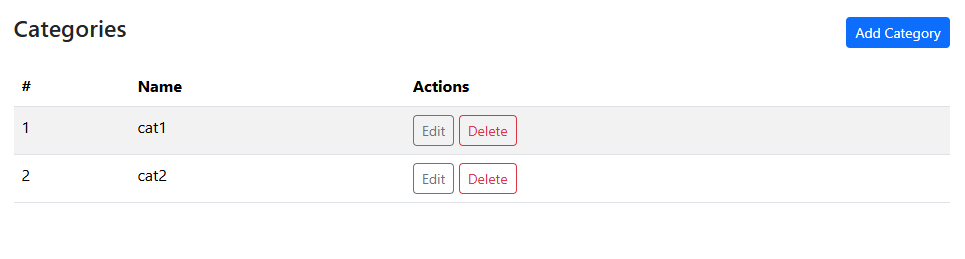 Categories Add Category
# Name Actions
1 cat1 Edit Delete
2 cat2 Edit Delete